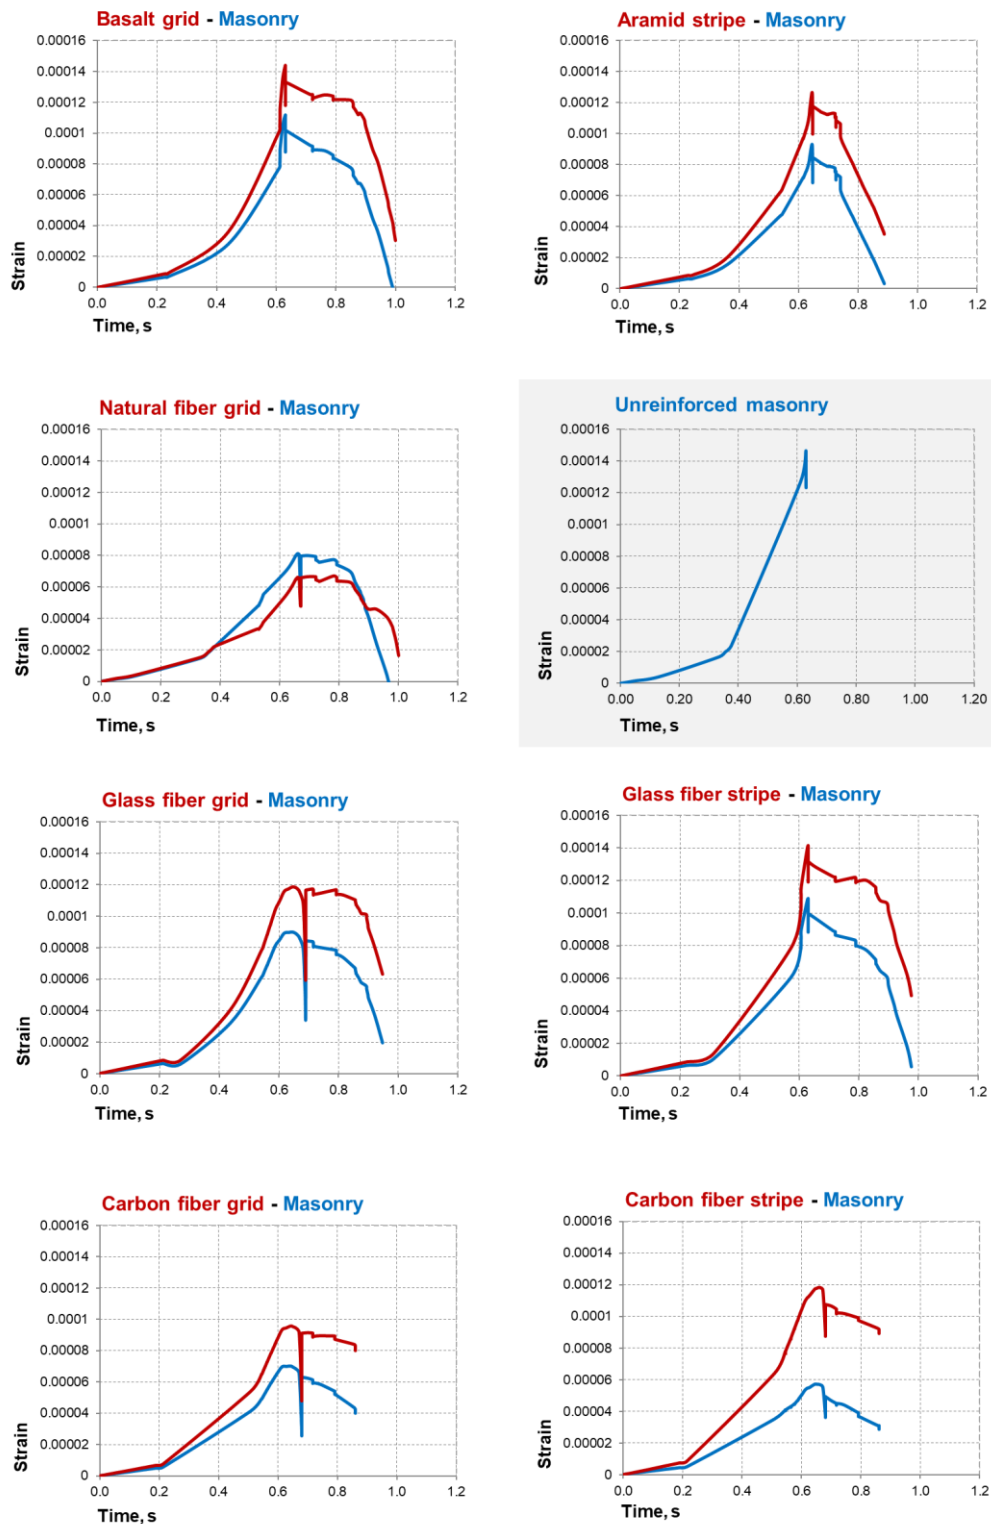 Basalt grid - Masonry
0.00016
0.00014
0.00012
0.0001
0.00008
0.00006
0.00004
0.00002
0
Strain
0.0 0.2 0.4 0.6 0.8 1.0 1.2
Time, s
Aramid stripe - Masonry
0.00016
0.00014
0.00012
0.0001
0.00008
0.00006
0.00004
0.00002
0
Strain
0.0 0.2 0.4 0.6 0.8 1.0 1.2
Time, s
Natural fiber grid - Masonry
0.00016
0.00014
0.00012
0.0001
0.00008
0.00006
0.00004
0.00002
0
Strain
0.0 0.2 0.4 0.6 0.8 1.0 1.2
Time, s
Unreinforced masonry
0.00016
0.00014
0.00012
0.0001
0.00008
0.00006
0.00004
0.00002
0
Strain
0.00 0.20 0.40 0.60 0.80 1.00 1.20
Time, s
Glass fiber grid - Masonry
0.00016
0.00014
0.00012
0.0001
0.00008
0.00006
0.00004
0.00002
0
Strain
0.0 0.2 0.4 0.6 0.8 1.0 1.2
Time, s
Glass fiber stripe - Masonry
0.00016
0.00014
0.00012
0.0001
0.00008
0.00006
0.00004
0.00002
0
Strain
0.0 0.2 0.4 0.6 0.8 1.0 1.2
Time, s
Carbon fiber grid - Masonry
0.00016
0.00014
0.00012
0.0001
0.00008
0.00006
0.00004
0.00002
0
Strain
0.0 0.2 0.4 0.6 0.8 1.0 1.2
Time, s
Carbon fiber stripe - Masonry
0.00016
0.00014
0.00012
0.0001
0.00008
0.00006
0.00004
0.00002
0
Strain
0.0 0.2 0.4 0.6 0.8 1.0 1.2
Time, s